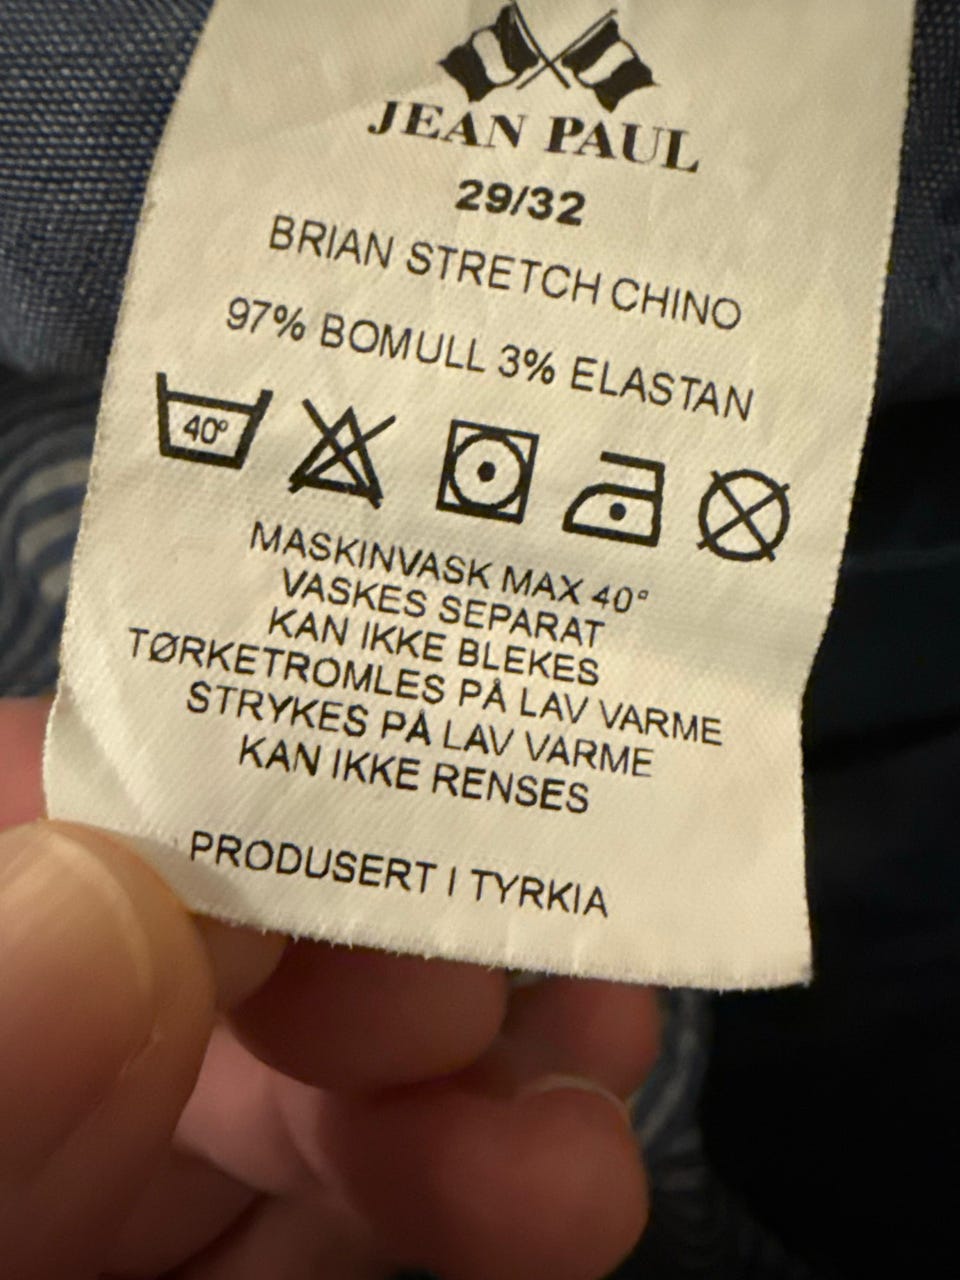 JEAN PAUL
29/32
BRIAN STRETCH CHINO
97% BOMULL 3% ELASTAN
40°
MASKINVASK MAX 40°
VASKES SEPARAT
KAN IKKE BLEKES
TØRKETROMLES PÅ LAV VARME
STRYKES PÅ LAV VARME
KAN IKKE RENSES
PRODUSERT I TYRKIA